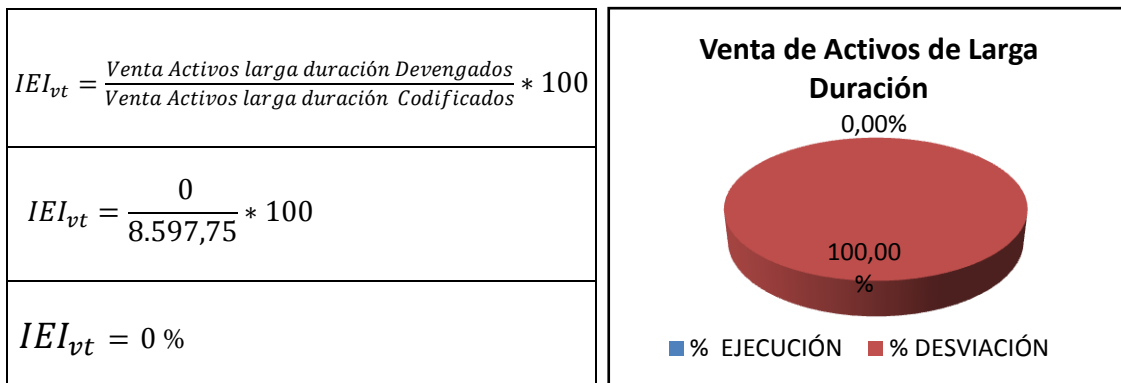 IEI_vt = Venta Activos larga duración Devengados / Venta Activos larga duración Codificados * 100
IEI_vt = 0 / 8.597,75 * 100
IEI_vt = 0 %
Venta de Activos de Larga
Duración
0,00%
100,00
%
% EJECUCIÓN % DESVIACIÓN